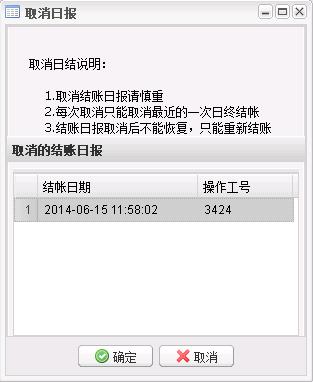 取消日报
取消日结说明：
1.取消结账日报请慎重
2.每次取消只能取消最近的一次日终结帐
3.结账日报取消后不能恢复，只能重新结账
取消的结账日报
结帐日期 操作工号
1 2014-06-15 11:58:02 3424
确定 取消